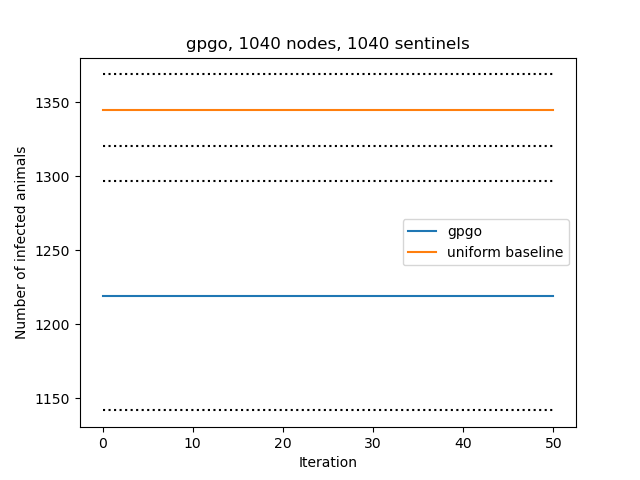 gpgo, 1040 nodes, 1040 sentinels
Number of infected animals
1350
1300
1250
1200
1150
gpgo
uniform baseline
0 10 20 30 40 50
Iteration